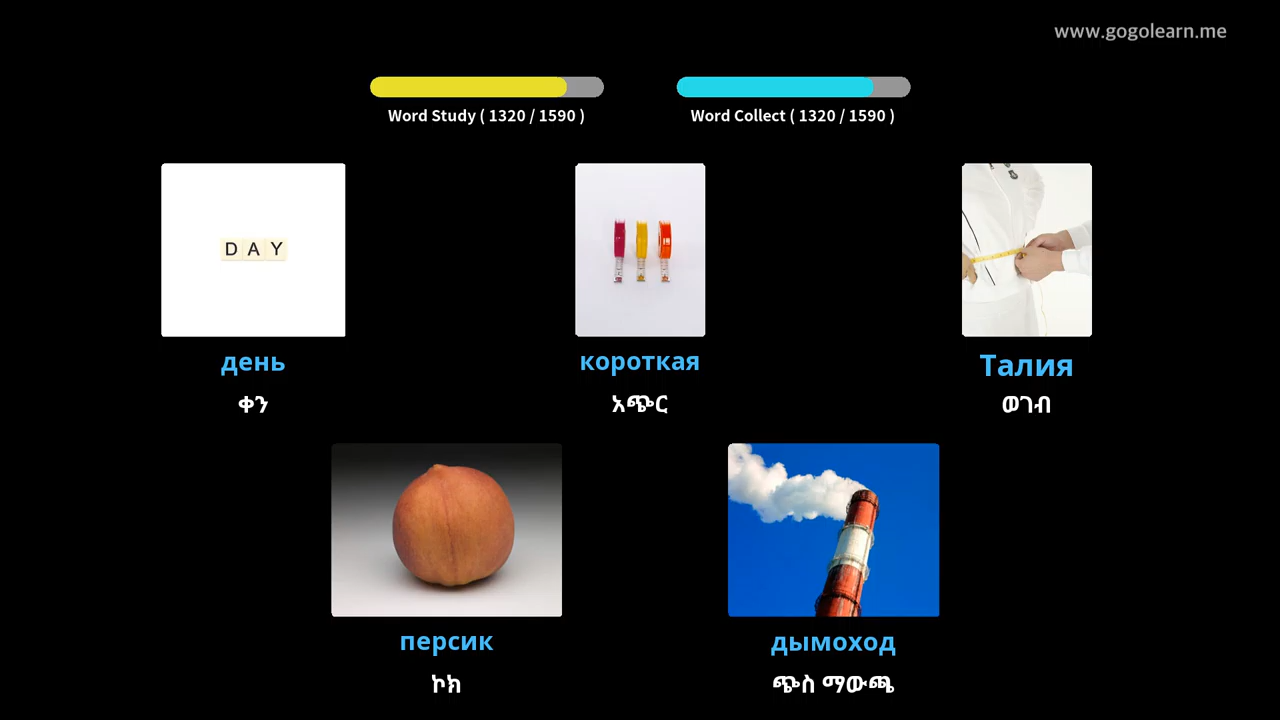 www.gogolearn.me
Word Study ( 1320 / 1590 )
Word Collect ( 1320 / 1590 )
DAY
день
короткая
Талия
ቀን
አጭር
ወገብ
персик
дымоход
ኮክ
ጭስ ማውጫ